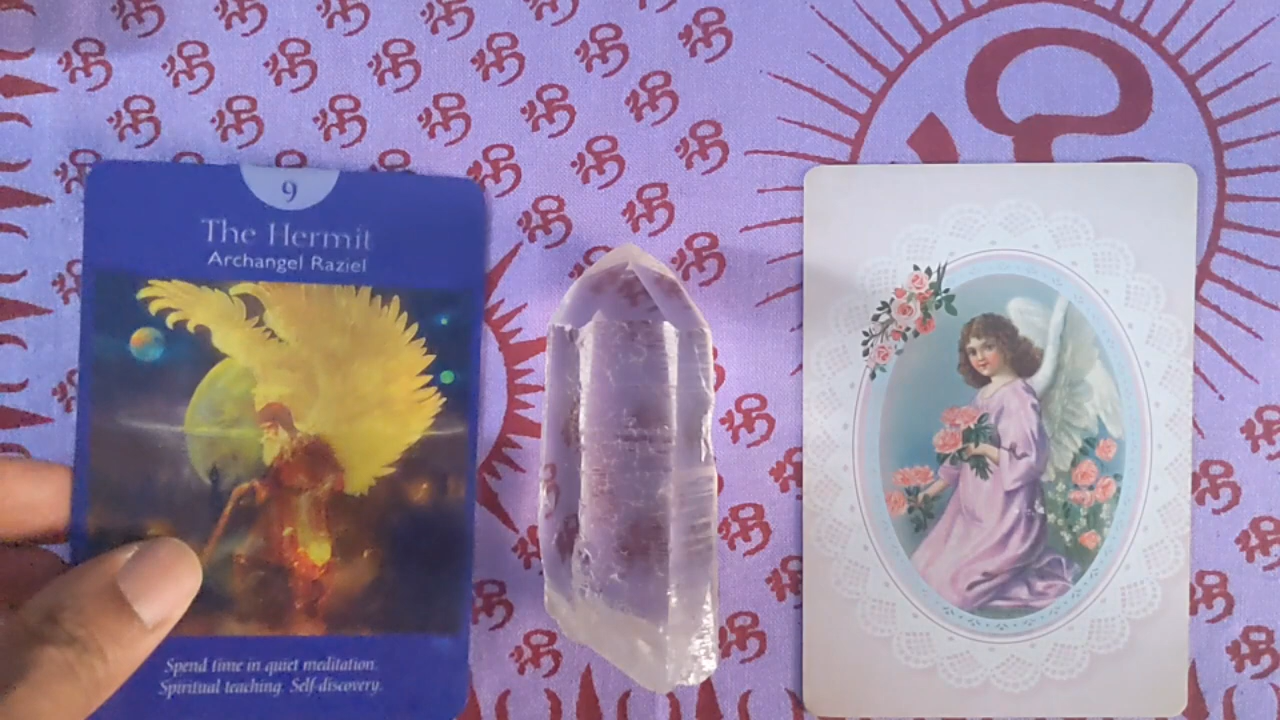 9
The Hermit
Archangel Raziel
Spend time in quiet meditation.
Spiritual teaching. Self-discovery.